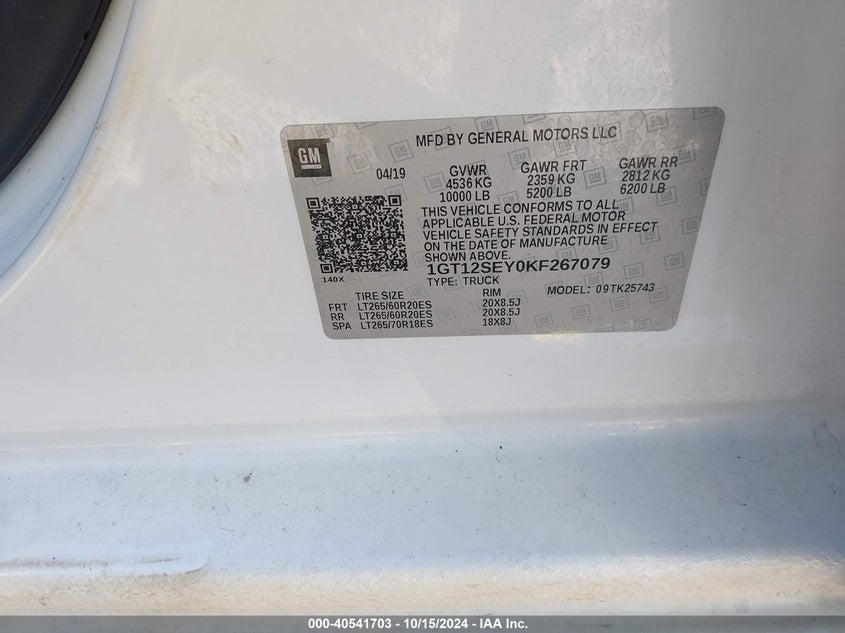 GM
MFD BY GENERAL MOTORS LLC
04/19
GVWR
4536 KG
10000 LB
GAWR FRT
2359 KG
5200 LB
GAWR RR
2812 KG
6200 LB
THIS VEHICLE CONFORMS TO ALL
APPLICABLE U.S. FEDERAL MOTOR
VEHICLE SAFETY STANDARDS IN EFFECT
ON THE DATE OF MANUFACTURE
SHOWN ABOVE.
1GT12SEY0KF267079
TYPE: TRUCK
MODEL: 09TK25743
140X
TIRE SIZE RIM
FRT LT265/60R20ES 20X8.5J
RR LT265/60R20ES 20X8.5J
SPA LT265/70R18ES 18X8J
000-40541703 - 10/15/2024 - IAA Inc.